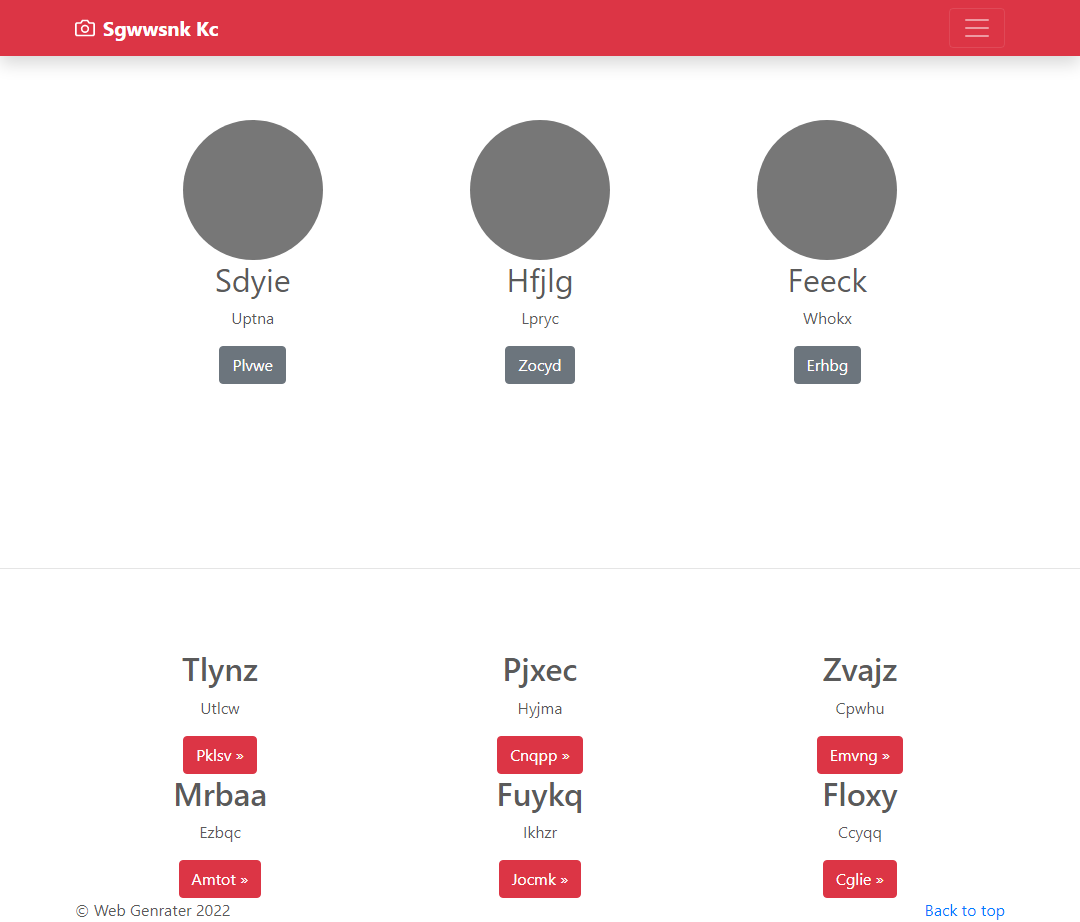 Sgwwsnk Kc
Sdyie
Hfjlg
Feeck
Uptna
Lpryc
Whokx
Plvwe
Zocyd
Erhbg
Tlynz
Pjxec
Zvajz
Utlcw
Hyjma
Cpwhu
Pklsv »
Cnqpp »
Emvng »
Mrbaa
Fuykq
Floxy
Ezbqc
Ikhzr
Ccyqq
Amtot »
Jocmk »
Cglie »
© Web Genrater 2022
Back to top